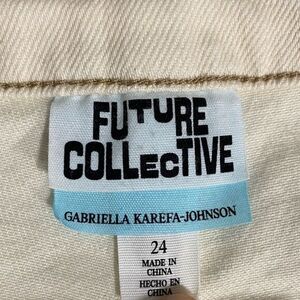 FUTURE
COLLECTIVE
GABRIELLA KAREFA-JOHNSON
24
MADE IN
CHINA
HECHO EN
CHINA